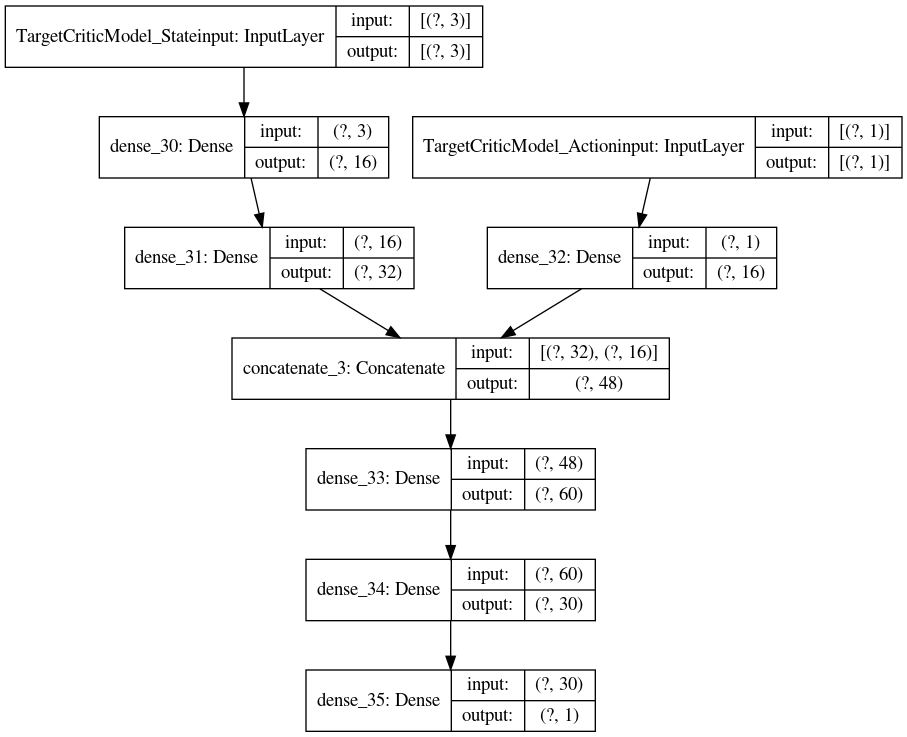 TargetCriticModel_Stateinput: InputLayer
input: [(?, 3)]
output: [(?, 3)]
dense_30: Dense
input: (?, 3)
output: (?, 16)
TargetCriticModel_Actioninput: InputLayer
input: [(?, 1)]
output: [(?, 1)]
dense_31: Dense
input: (?, 16)
output: (?, 32)
dense_32: Dense
input: (?, 1)
output: (?, 16)
concatenate_3: Concatenate
input: [(?, 32), (?, 16)]
output: (?, 48)
dense_33: Dense
input: (?, 48)
output: (?, 60)
dense_34: Dense
input: (?, 60)
output: (?, 30)
dense_35: Dense
input: (?, 30)
output: (?, 1)